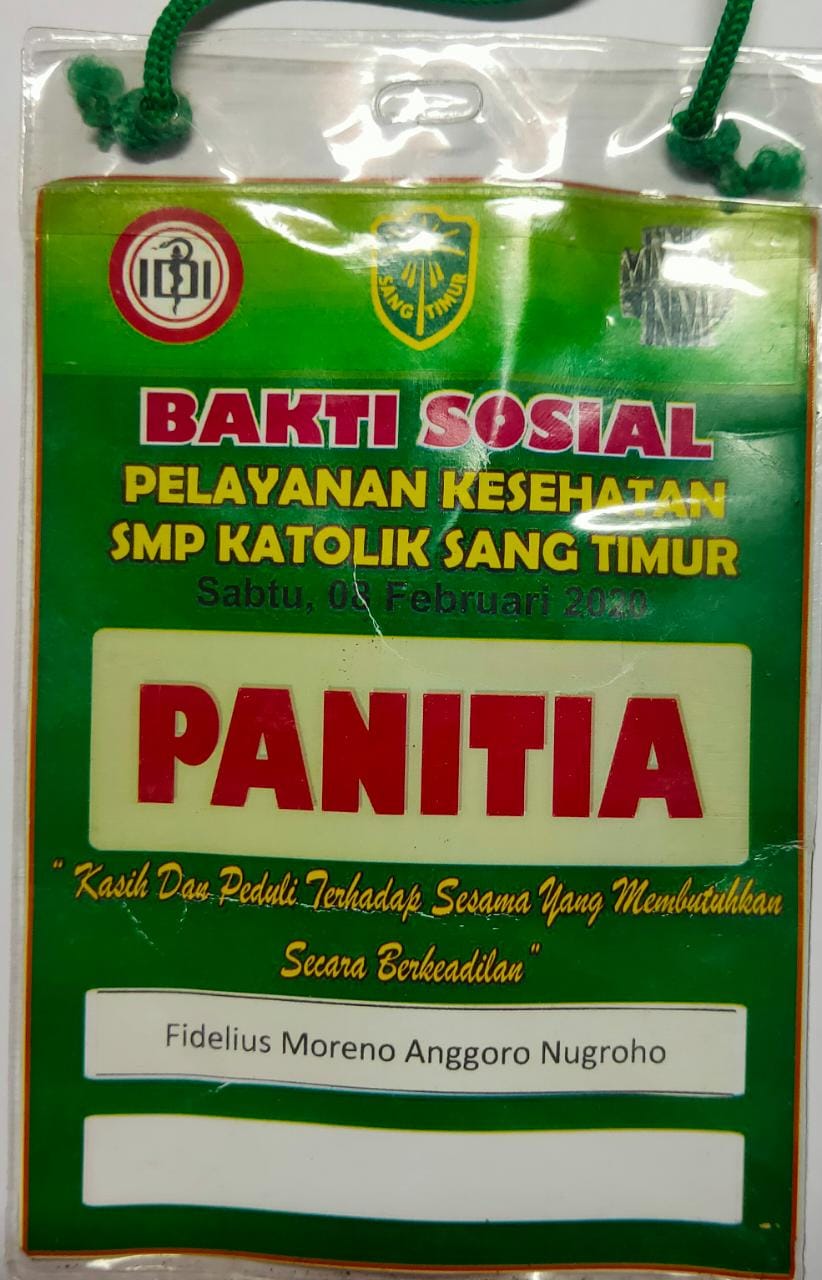 IDI
SANG TIMUR
BAKTI SOSIAL
PELAYANAN KESEHATAN
SMP KATOLIK SANG TIMUR
Sabtu, 08 Februari 2020
PANITIA
" Kasih Dan Peduli Terhadap Sesama Yang Membutuhkan
Secara Berkeadilan"
Fidelius Moreno Anggoro Nugroho